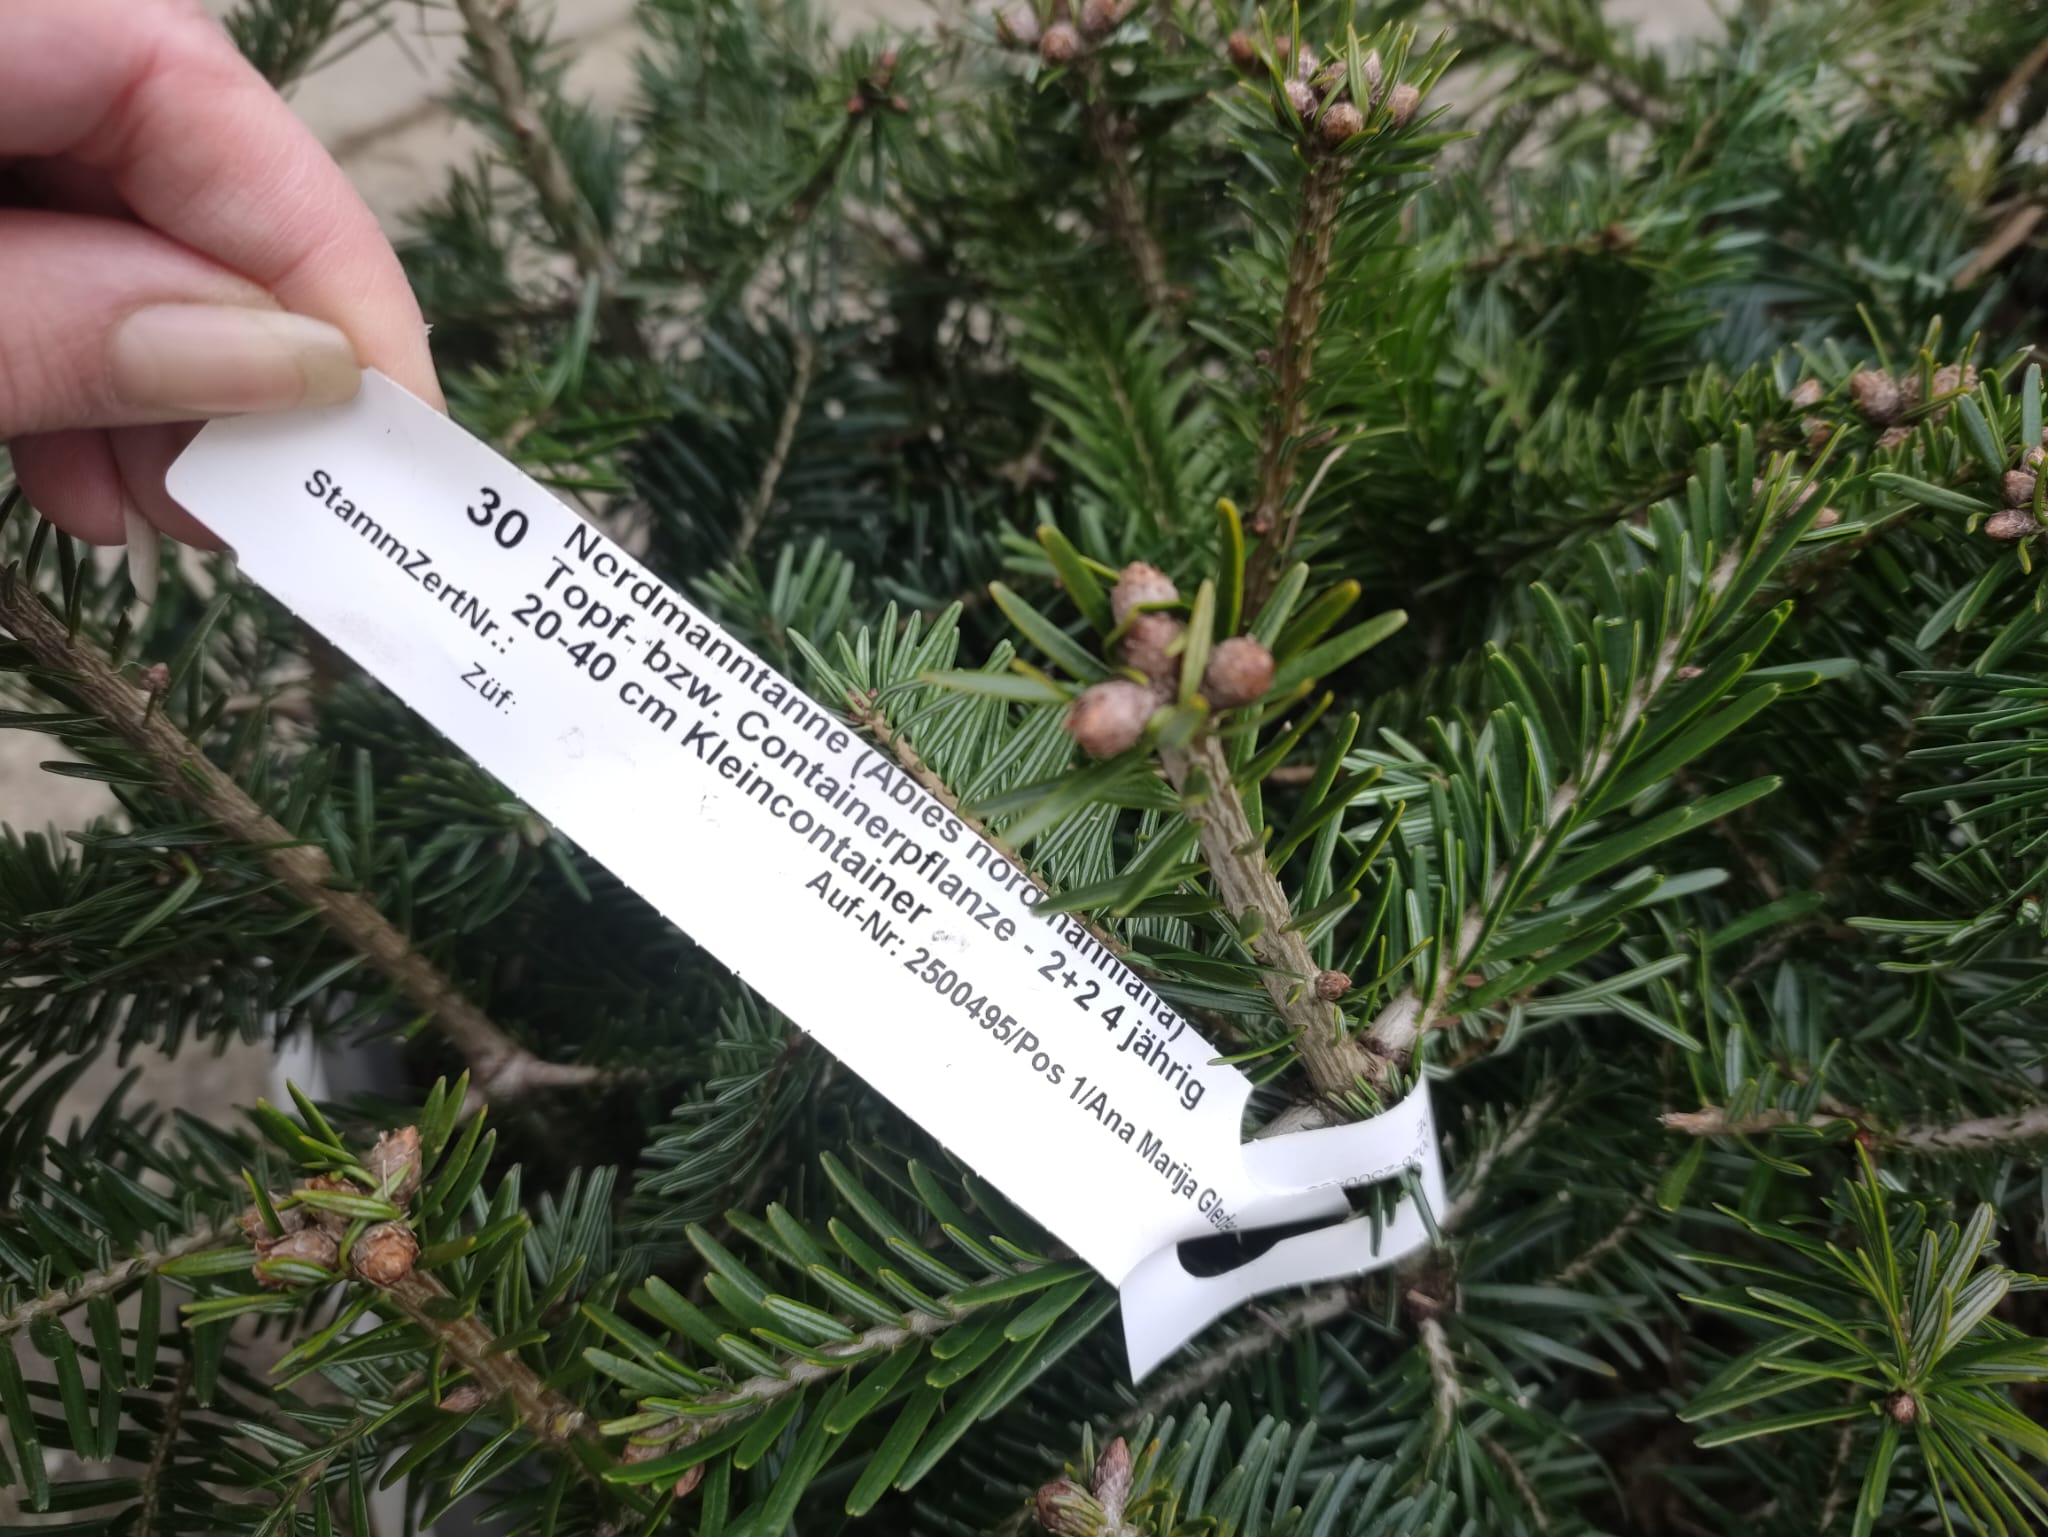 30 Nordmanntanne (Abies nordmanniana)
Topf- bzw. Containerpflanze - 2+2 4 jährig
20-40 cm Kleincontainer
StammZertNr.:
Auf-Nr: 2500495/Pos 1/Ana Marija
Züf: